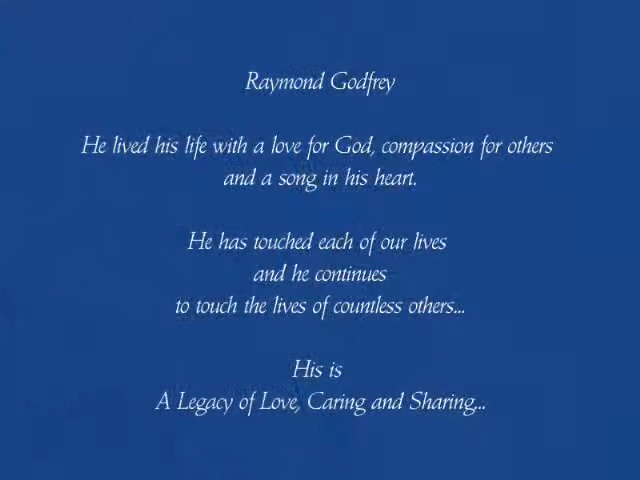 Raymond Godfrey
He lived his life with a love for God, compassion for others
and a song in his heart.
He has touched each of our lives
and he continues
to touch the lives of countless others...
His is
A Legacy of Love, Caring and Sharing...